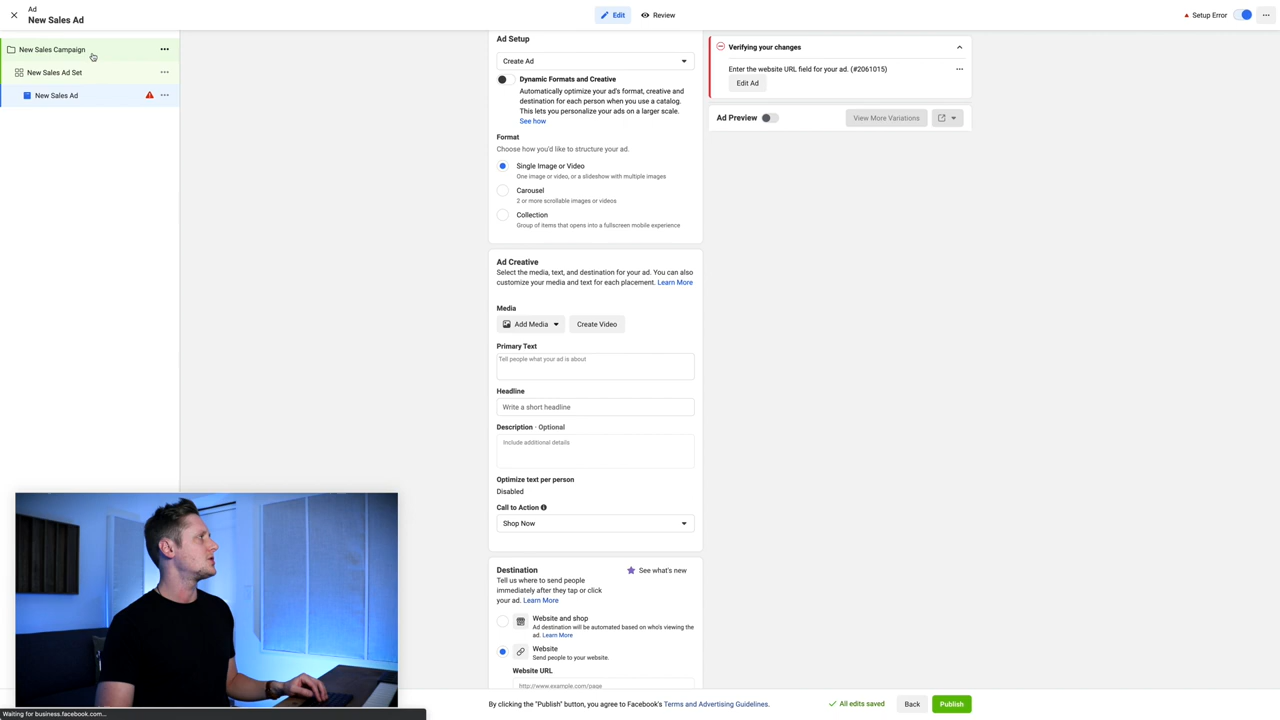 Ad
New Sales Ad
Edit
Review
Setup Error
New Sales Campaign
New Sales Ad Set
New Sales Ad
Ad Setup
Create Ad
Dynamic Formats and Creative
Automatically optimize your ad's format, creative and
destination for each person when you use a catalog.
This lets you personalize your ads on a larger scale.
See how
Format
Choose how you'd like to structure your ad.
Single Image or Video
One image or video, or a slideshow with multiple images
Carousel
2 or more scrollable images or videos
Collection
Group of items that opens into a fullscreen mobile experience
Ad Creative
Select the media, text, and destination for your ad. You can also
customize your media and text for each placement. Learn More
Media
Add Media
Create Video
Primary Text
Tell people what your ad is about
Headline
Write a short headline
Description · Optional
Include additional details
Optimize text per person
Disabled
Call to Action
Shop Now
Destination
See what's new
Tell us where to send people
immediately after they tap or click
your ad. Learn More
Website and shop
Ad destination will be automated based on who's viewing the
ad. Learn More
Website
Send people to your website.
Website URL
http://www.example.com/page
Verifying your changes
Enter the website URL field for your ad. (#2061015)
Edit Ad
Ad Preview
View More Variations
Waiting for business.facebook.com...
By clicking the "Publish" button, you agree to Facebook's Terms and Advertising Guidelines.
All edits saved
Back
Publish